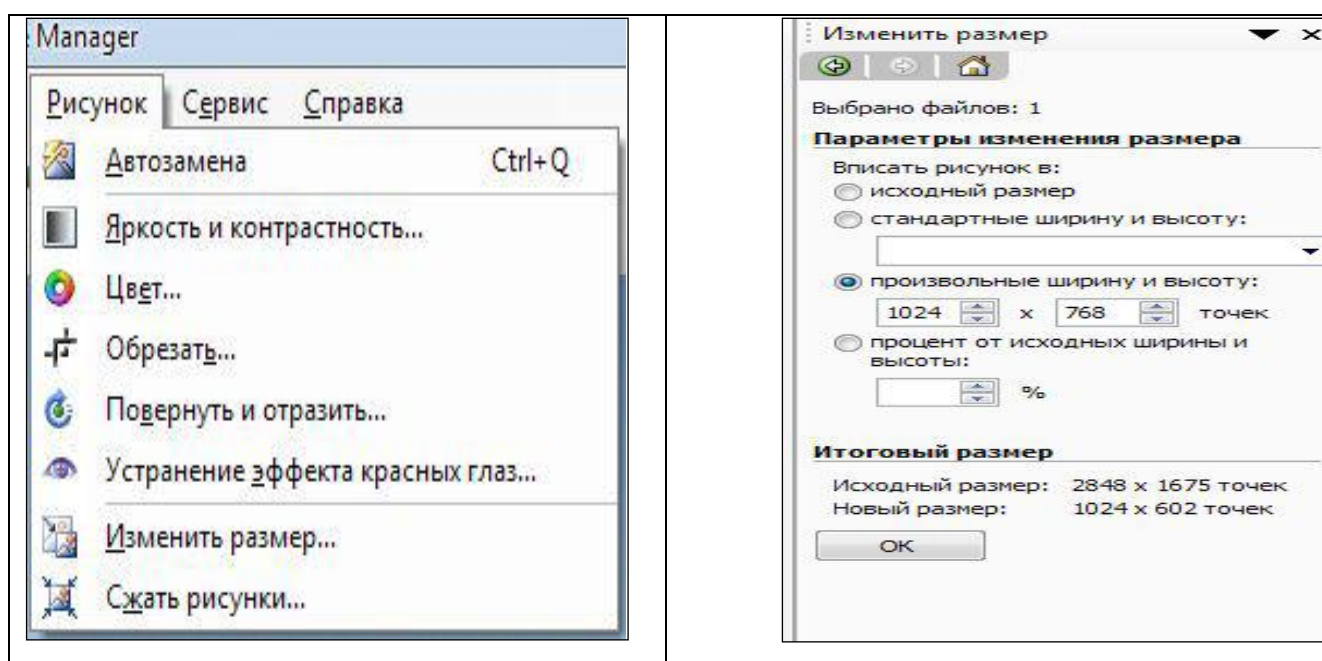 Manager
Рисунок Сервис Справка
Автозамена Ctrl+Q
Яркость и контрастность...
Цвет...
Обрезать...
Повернуть и отразить...
Устранение эффекта красных глаз...
Изменить размер...
Сжать рисунки...
Изменить размер
Выбрано файлов: 1
Параметры изменения размера
Вписать рисунок в:
исходный размер
стандартные ширину и высоту:
произвольные ширину и высоту:
1024 x 768 точек
процент от исходных ширины и
высоты:
%
Итоговый размер
Исходный размер: 2848 x 1675 точек
Новый размер: 1024 x 602 точек
OK